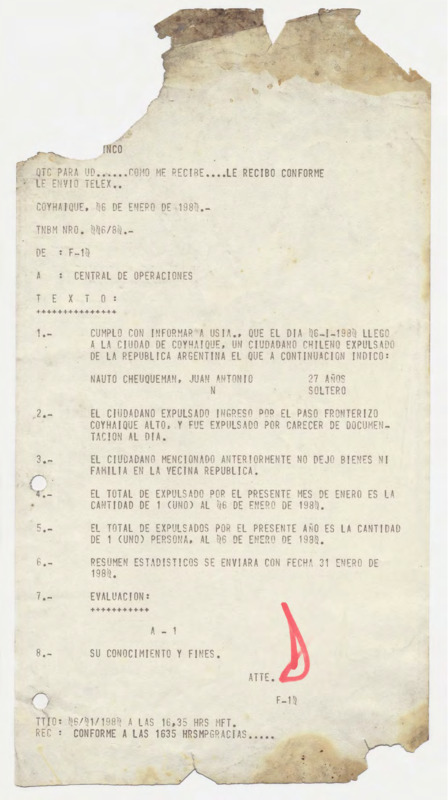 INCO
QTC PARA UD......COMO ME RECIBE....LE RECIBO CONFORME
LE ENVIO TELEX..
COYHAIQUE, 06 DE ENERO DE 1980.-
TNBM NRO. 006/80.-
DE : F-10
A : CENTRAL DE OPERACIONES
T E X T O :
+++++++++++++++
1.- CUMPLO CON INFORMAR A USIA., QUE EL DIA 06-I-1980 LLEGO
A LA CIUDAD DE COYHAIQUE, UN CIUDADANO CHILENO EXPULSADO
DE LA REPUBLICA ARGENTINA EL QUE A CONTINUACION INDICO:
NAUTO CHEUQUEMAN, JUAN ANTONIO 27 AÑOS
N SOLTERO
2.- EL CIUDADANO EXPULSADO INGRESO POR EL PASO FRONTERIZO
COYHAIQUE ALTO, Y FUE EXPULSADO POR CARECER DE DOCUMEN-
TACION AL DIA.
3.- EL CIUDADANO MENCIONADO ANTERIORMENTE NO DEJO BIENES NI
FAMILIA EN LA VECINA REPUBLICA.
4.- EL TOTAL DE EXPULSADO POR EL PRESENTE MES DE ENERO ES LA
CANTIDAD DE 1 (UNO) AL 06 DE ENERO DE 1980.
5.- EL TOTAL DE EXPULSADOS POR EL PRESENTE AÑO ES LA CANTIDAD
DE 1 (UNO) PERSONA, AL 06 DE ENERO DE 1980.
6.- RESUMEN ESTADISTICOS SE ENVIARA CON FECHA 31 ENERO DE
1980.
7.- EVALUACION:
+++++++++++
A - 1
8.- SU CONOCIMIENTO Y FINES.
ATTE.
F-10
TTID: 06/01/1980 A LAS 16,35 HRS MFT.
REC : CONFORME A LAS 1635 HRSMPGRACIAS.....